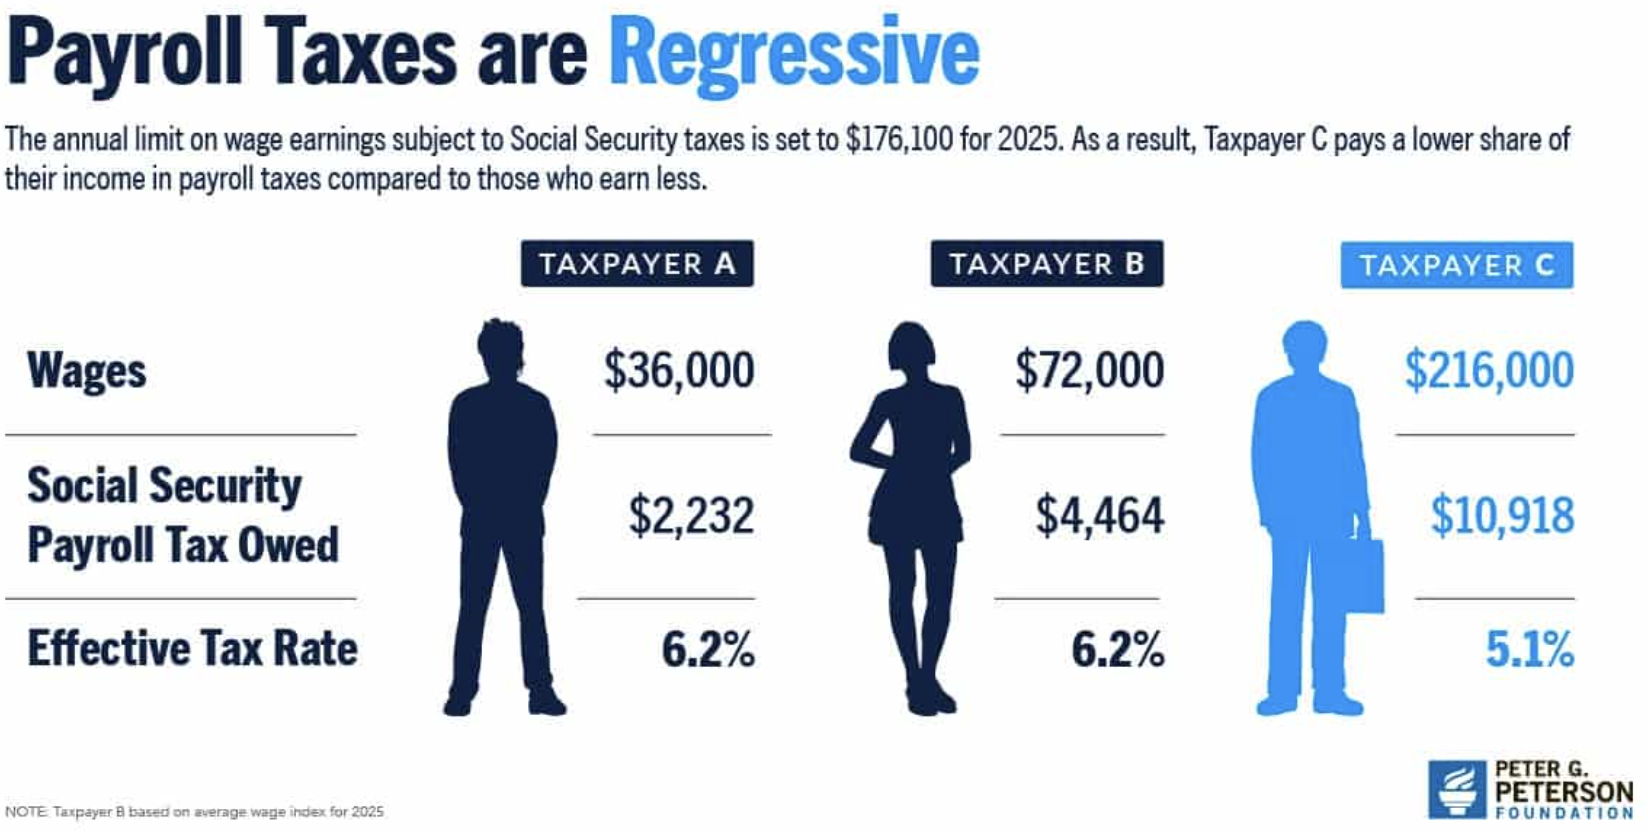 Payroll Taxes are Regressive
The annual limit on wage earnings subject to Social Security taxes is set to $176,100 for 2025. As a result, Taxpayer C pays a lower share of
their income in payroll taxes compared to those who earn less.
TAXPAYER A TAXPAYER B TAXPAYER C
Wages $36,000 $72,000 $216,000
Social Security
Payroll Tax Owed $2,232 $4,464 $10,918
Effective Tax Rate 6.2% 6.2% 5.1%
NOTE: Taxpayer B based on average wage index for 2025
PETER G.
PETERSON
FOUNDATION